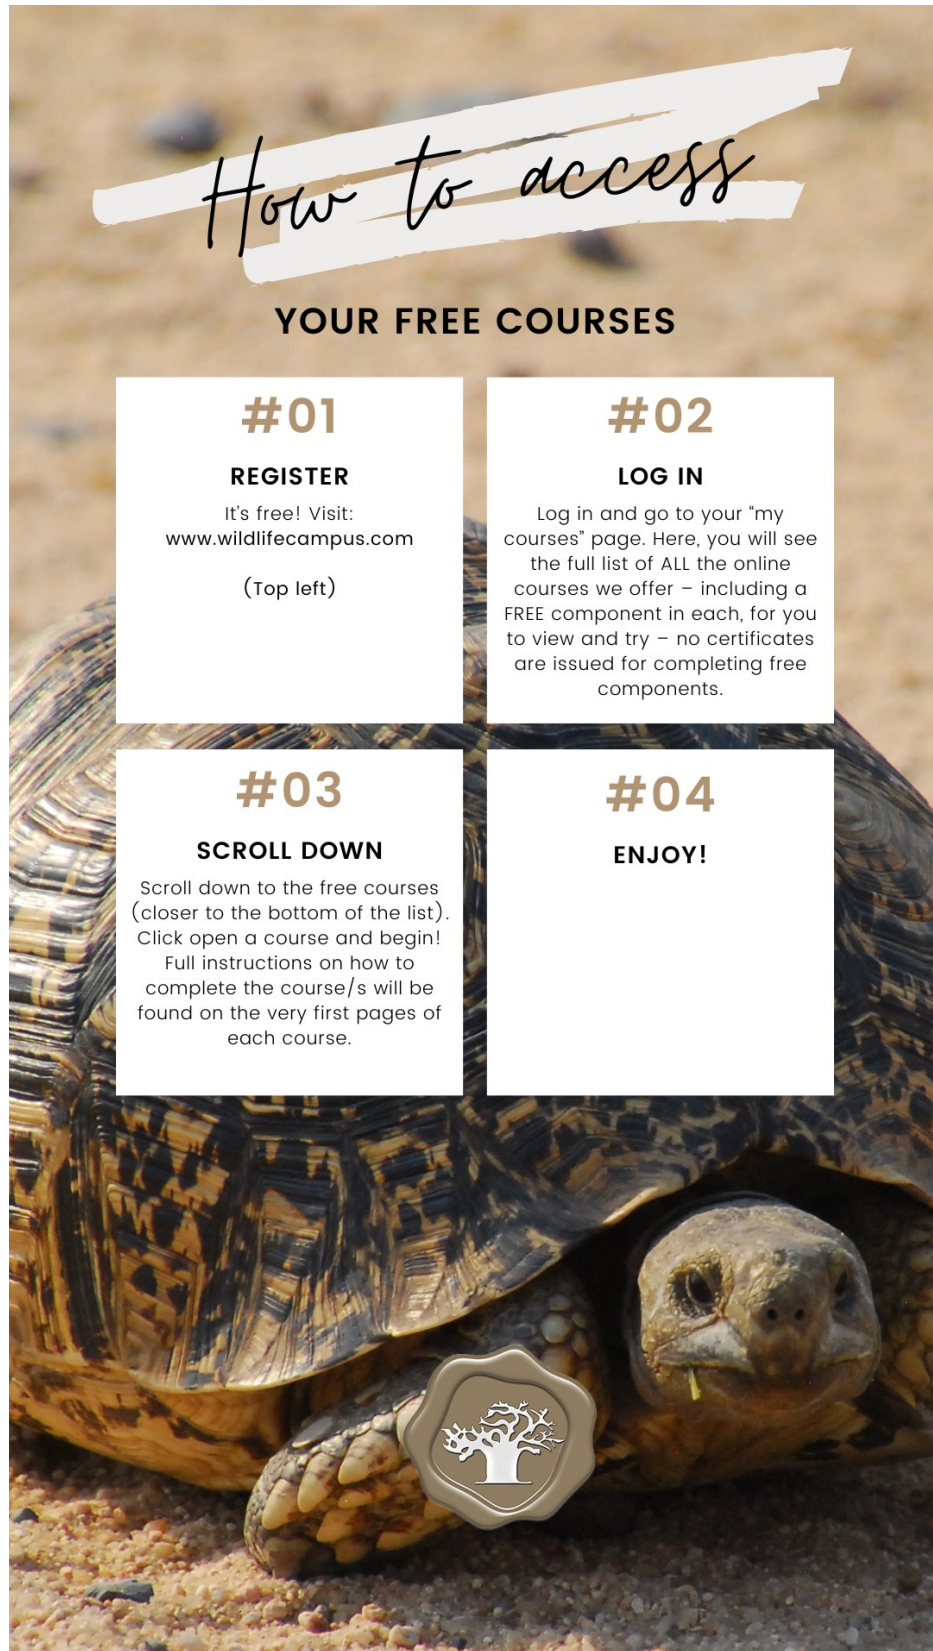 How to access
YOUR FREE COURSES
#01
REGISTER
It's free! Visit:
www.wildlifecampus.com
(Top left)
#02
LOG IN
Log in and go to your “my
courses” page. Here, you will see
the full list of ALL the online
courses we offer – including a
FREE component in each, for you
to view and try – no certificates
are issued for completing free
components.
#03
SCROLL DOWN
Scroll down to the free courses
(closer to the bottom of the list).
Click open a course and begin!
Full instructions on how to
complete the course/s will be
found on the very first pages of
each course.
#04
ENJOY!